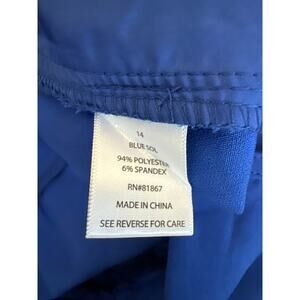 14
BLUE SOL
94% POLYESTER
6% SPANDEX
RN#81867
MADE IN CHINA
SEE REVERSE FOR CARE